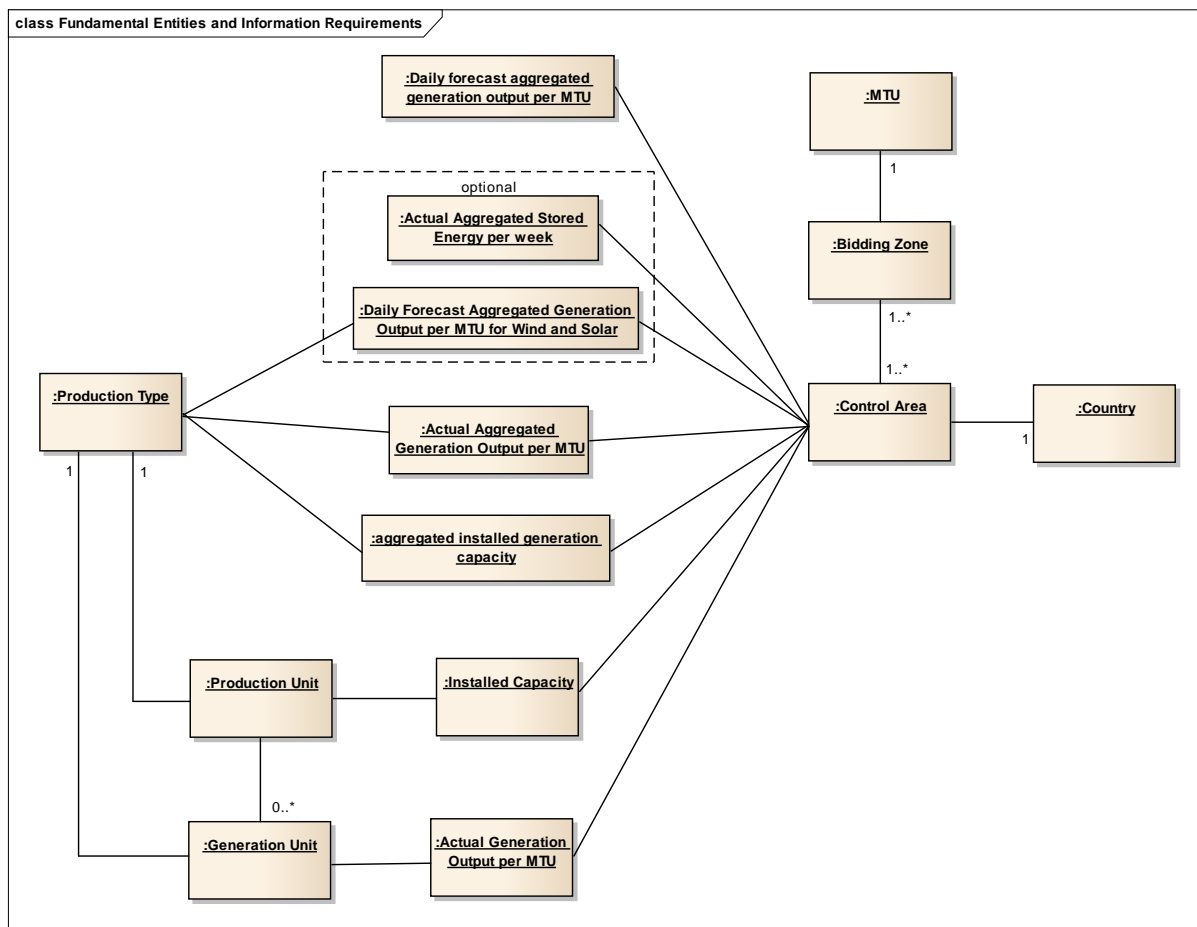 class Fundamental Entities and Information Requirements
:Daily forecast aggregated
generation output per MTU
:MTU
1
optional
:Actual Aggregated Stored
Energy per week
:Bidding Zone
1..*
:Daily Forecast Aggregated Generation
Output per MTU for Wind and Solar
1..*
:Production Type
:Control Area
:Country
1
:Actual Aggregated
Generation Output per MTU
1
1
:aggregated installed generation
capacity
:Production Unit
:Installed Capacity
0..*
:Generation Unit
:Actual Generation
Output per MTU